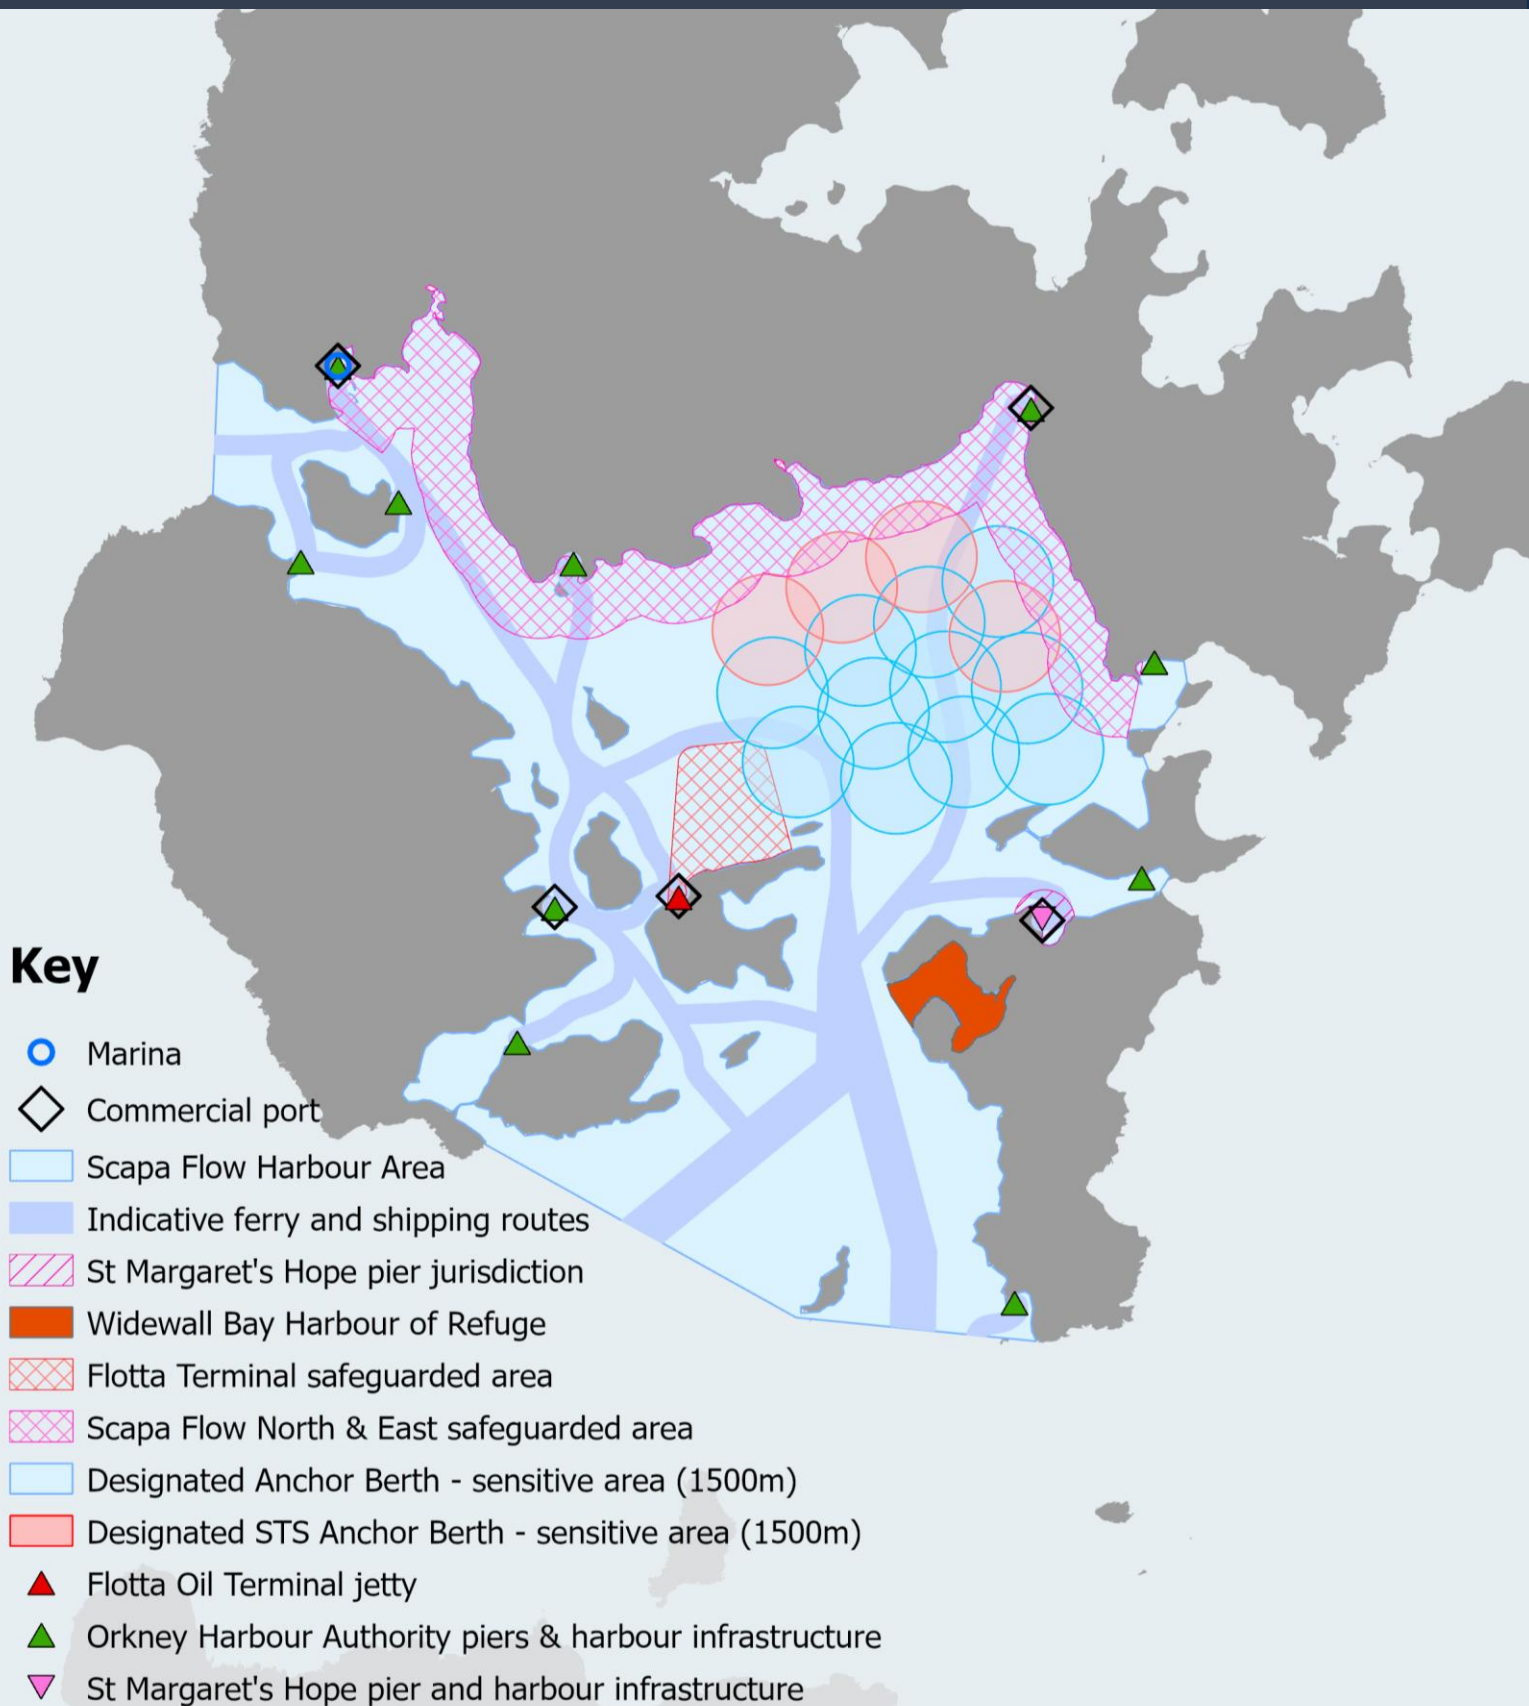 Key
Marina
Commercial port
Scapa Flow Harbour Area
Indicative ferry and shipping routes
St Margaret's Hope pier jurisdiction
Widewall Bay Harbour of Refuge
Flotta Terminal safeguarded area
Scapa Flow North & East safeguarded area
Designated Anchor Berth - sensitive area (1500m)
Designated STS Anchor Berth - sensitive area (1500m)
Flotta Oil Terminal jetty
Orkney Harbour Authority piers & harbour infrastructure
St Margaret's Hope pier and harbour infrastructure